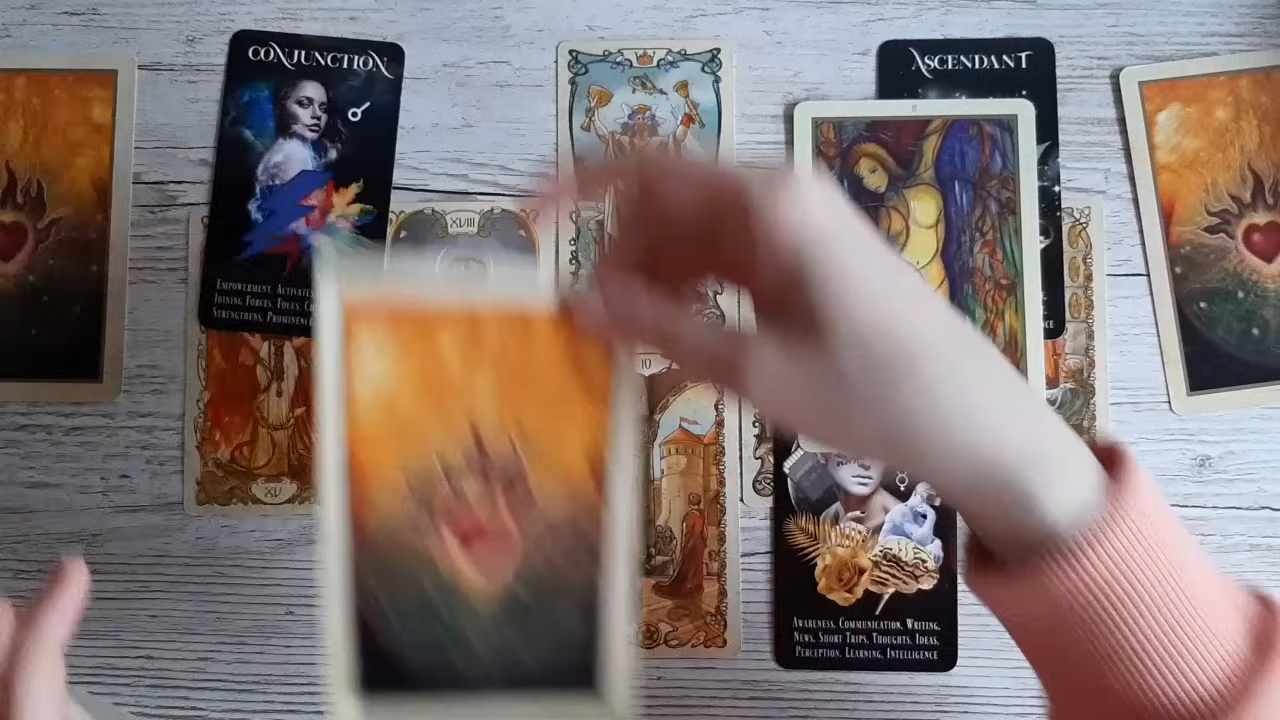 CONJUNCTION
EMPOWERMENT, ACTIVATES
JOINING FORCES, FOCUS,
STRENGTHENS, PROMINENCE
XVIII
XV
10
ASCENDANT
8
AWARENESS, COMMUNICATION, WRITING,
NEWS, SHORT TRIPS, THOUGHTS, IDEAS,
PERCEPTION, LEARNING, INTELLIGENCE